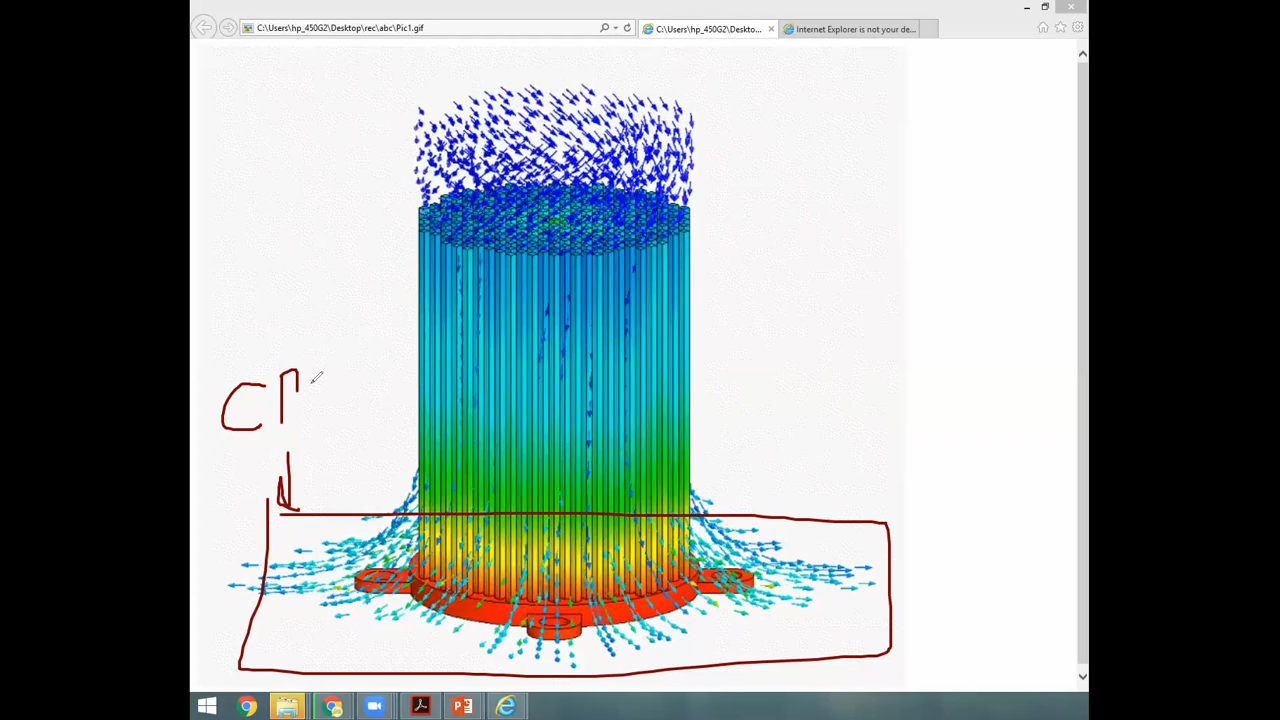 C:\Users\hp_450G2\Desktop\rec\abc\Pic1.gif
C:\Users\hp_450G2\Deskto...
Internet Explorer is not your de...